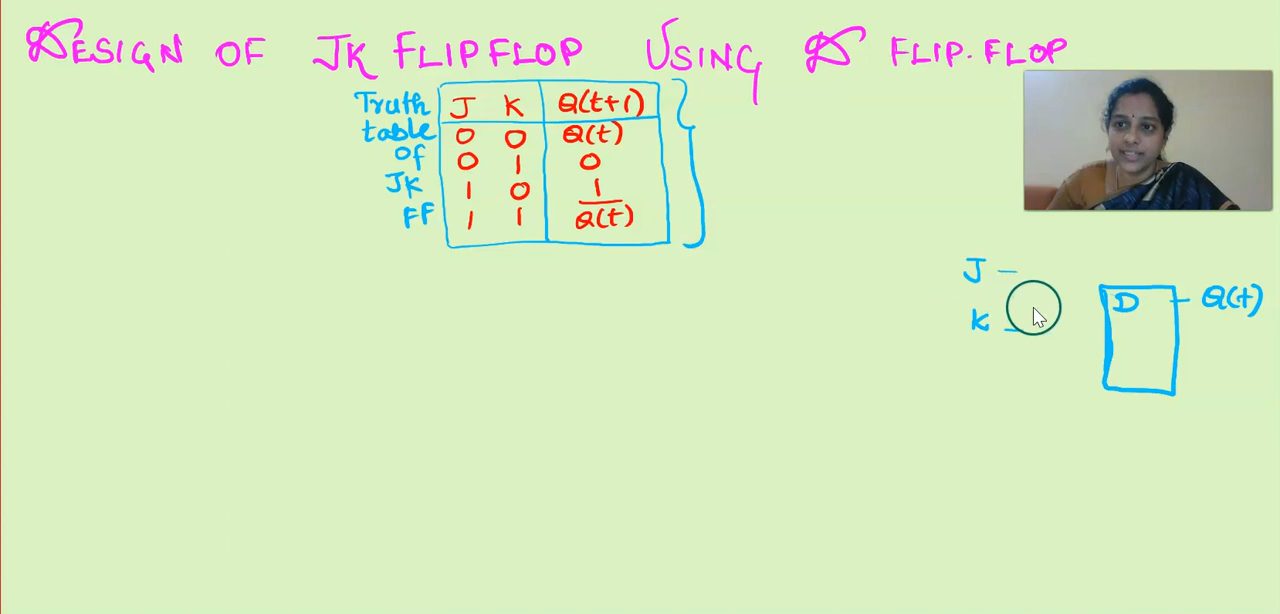 DESIGN OF JK FLIPFLOP USING D FLIP.FLOP
Truth table of JK FF
J K Q(t+1)
0 0 Q(t)
0 1 0
1 0 1
1 1 Q̅(̅t̅)̅
J
K
D
Q(t)